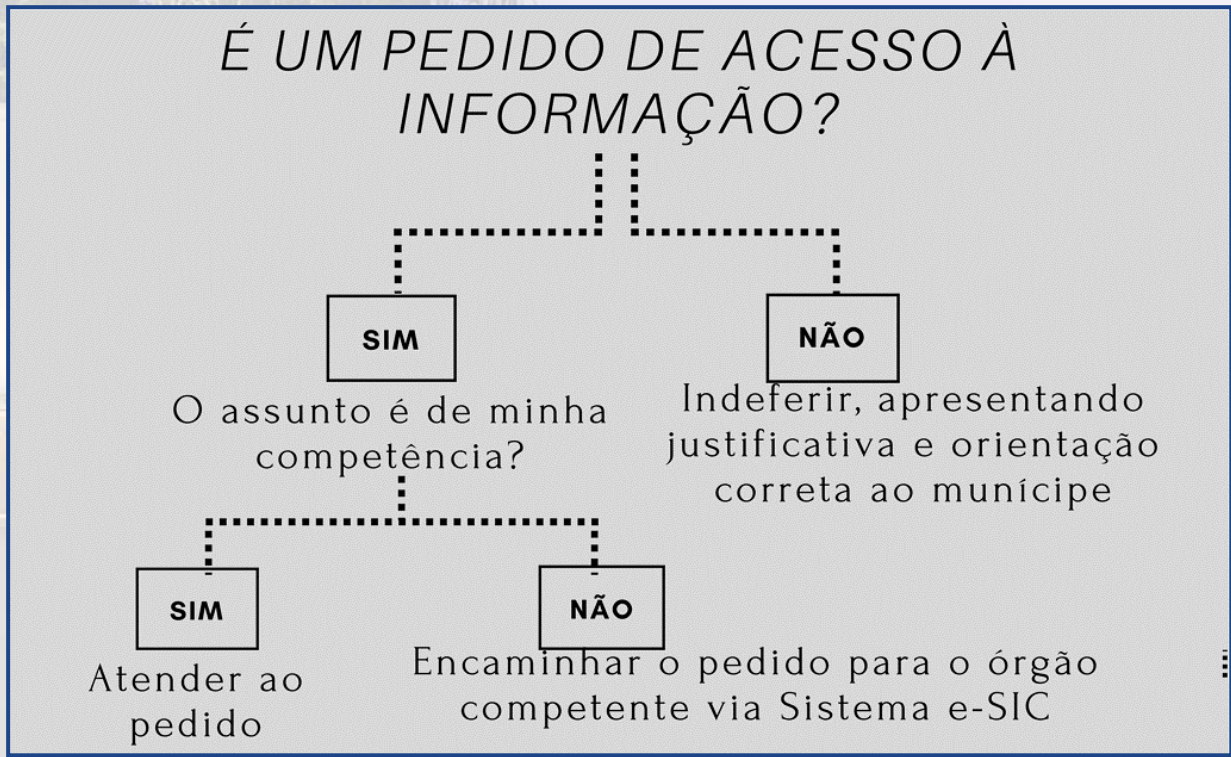 É UM PEDIDO DE ACESSO À
INFORMAÇÃO?
SIM
NÃO
O assunto é de minha
competência?
Indeferir, apresentando
justificativa e orientação
correta ao munícipe
SIM
NÃO
Atender ao
pedido
Encaminhar o pedido para o órgão
competente via Sistema e-SIC